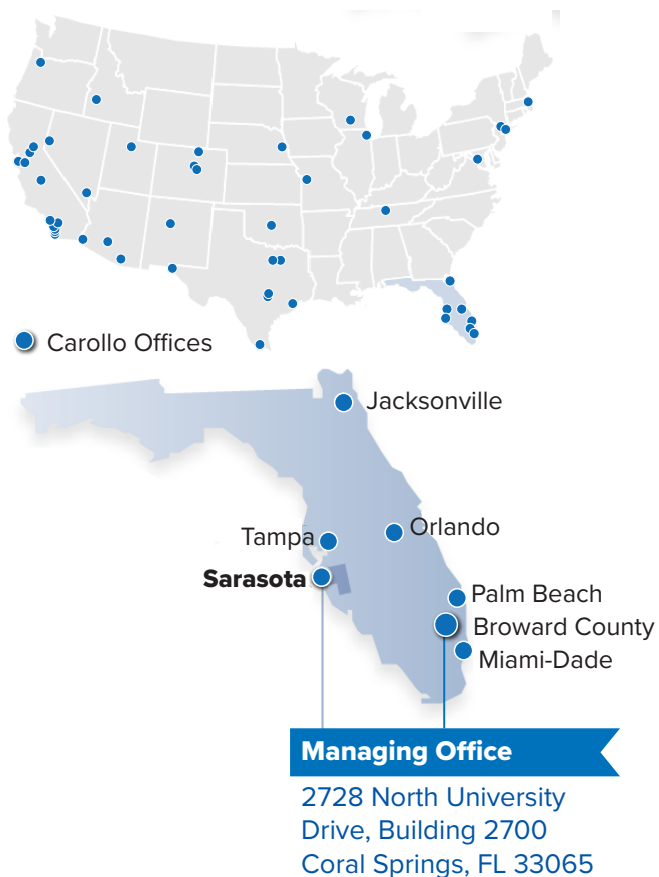 Carollo Offices
Jacksonville
Orlando
Tampa
Sarasota
Palm Beach
Broward County
Miami-Dade
Managing Office
2728 North University
Drive, Building 2700
Coral Springs, FL 33065